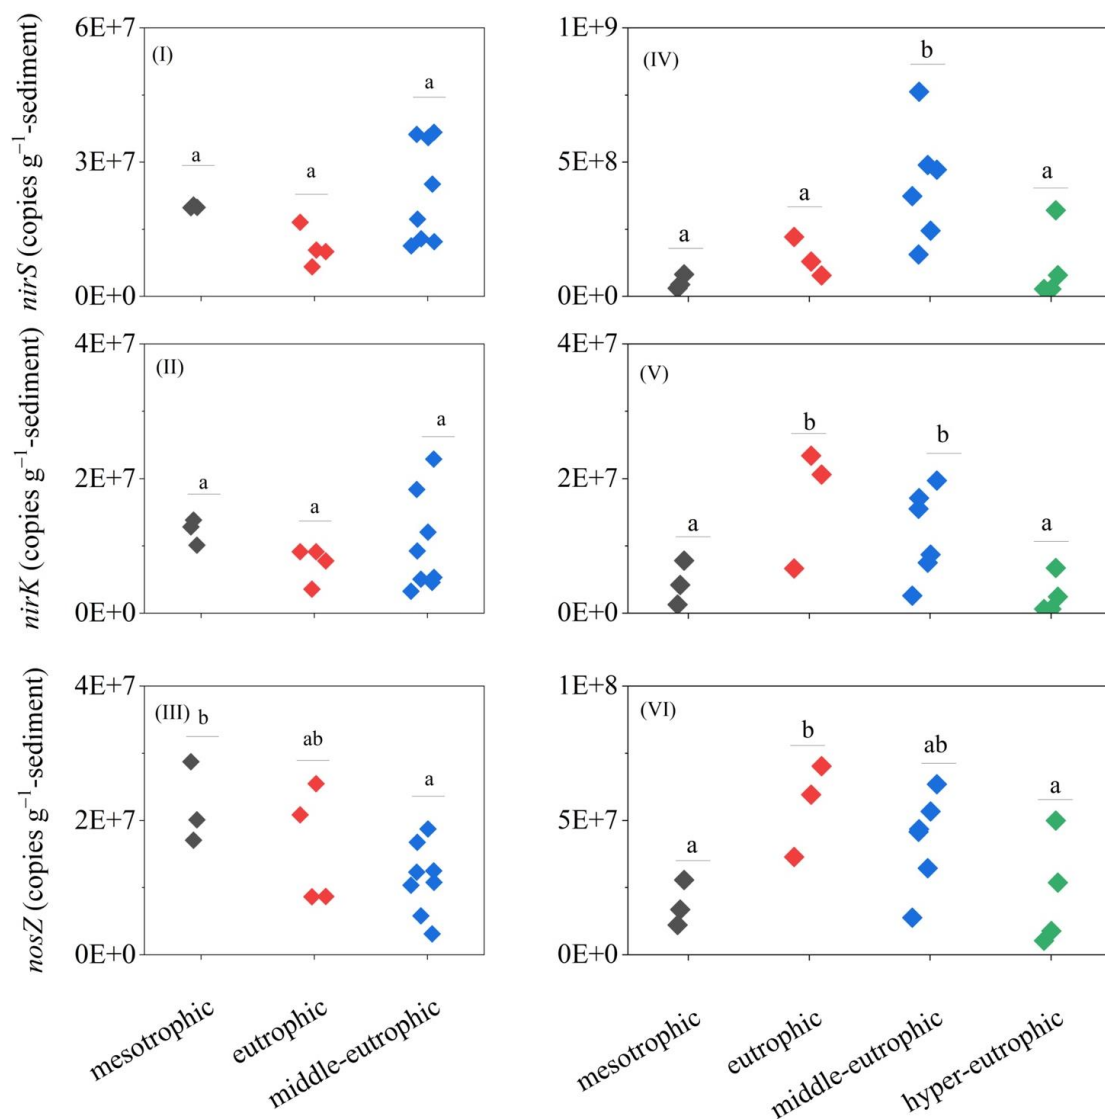 nirS (copies g⁻¹-sediment)
6E+7
3E+7
0E+0
(I)
a
a
a
1E+9
5E+8
0E+0
(IV)
a
a
b
a
nirK (copies g⁻¹-sediment)
4E+7
2E+7
0E+0
(II)
a
a
a
4E+7
2E+7
0E+0
(V)
a
b
b
a
nosZ (copies g⁻¹-sediment)
4E+7
2E+7
0E+0
(III)
b
ab
a
1E+8
5E+7
0E+0
(VI)
a
b
ab
a
mesotrophic
eutrophic
middle-eutrophic
mesotrophic
eutrophic
middle-eutrophic
hyper-eutrophic